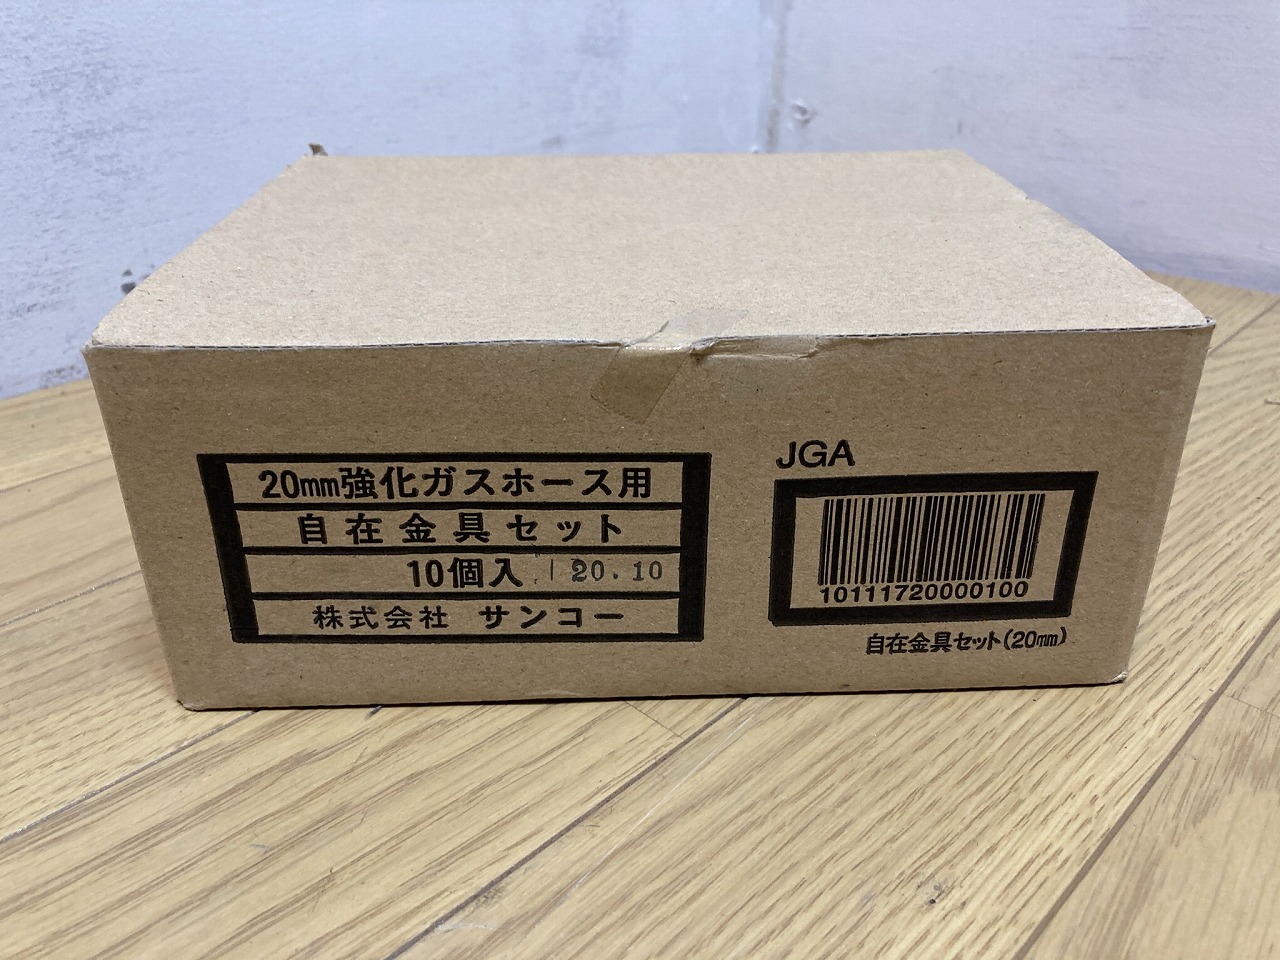 20mm強化ガスホース用
自在金具セット
10個入 20.10
株式会社 サンコー
JGA
10111720000100
自在金具セット(20mm)